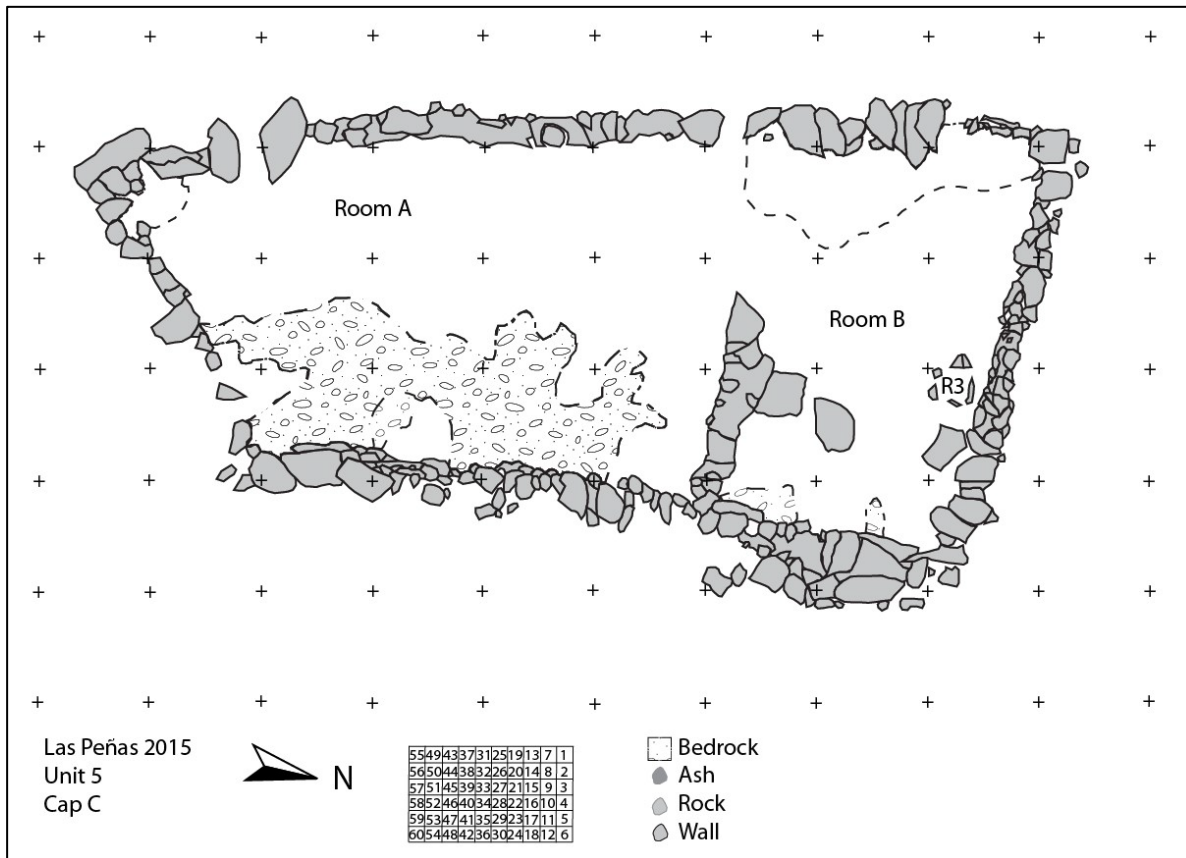 Room A
Room B
R3
Las Peñas 2015
Unit 5
Cap C
N
55 49 43 37 31 25 19 13 7 1
56 50 44 38 32 26 20 14 8 2
57 51 45 39 33 27 21 15 9 3
58 52 46 40 34 28 22 16 10 4
59 53 47 41 35 29 23 17 11 5
60 54 48 42 36 30 24 18 12 6
Bedrock
Ash
Rock
Wall